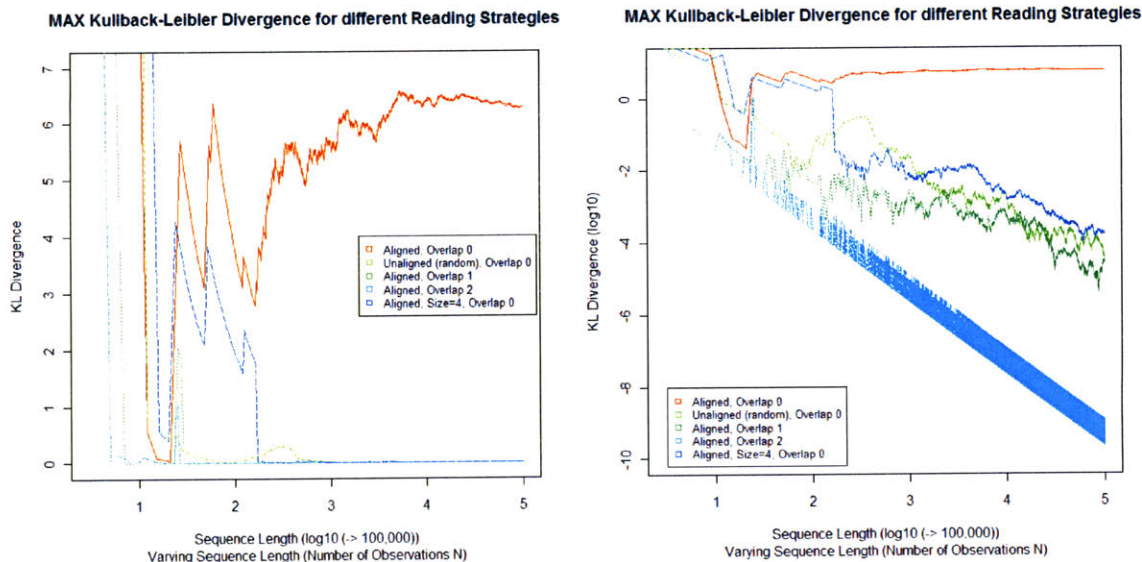 MAX Kullback-Leibler Divergence for different Reading Strategies
KL Divergence
7
6
5
4
3
2
1
0
Aligned, Overlap 0
Unaligned (random), Overlap 0
Aligned, Overlap 1
Aligned, Overlap 2
Aligned, Size=4, Overlap 0
1
2
3
4
5
Sequence Length (log10 (-> 100,000))
Varying Sequence Length (Number of Observations N)
MAX Kullback-Leibler Divergence for different Reading Strategies
KL Divergence (log10)
0
-2
-4
-6
-8
-10
Aligned, Overlap 0
Unaligned (random), Overlap 0
Aligned, Overlap 1
Aligned, Overlap 2
Aligned, Size=4, Overlap 0
1
2
3
4
5
Sequence Length (log10 (-> 100,000))
Varying Sequence Length (Number of Observations N)